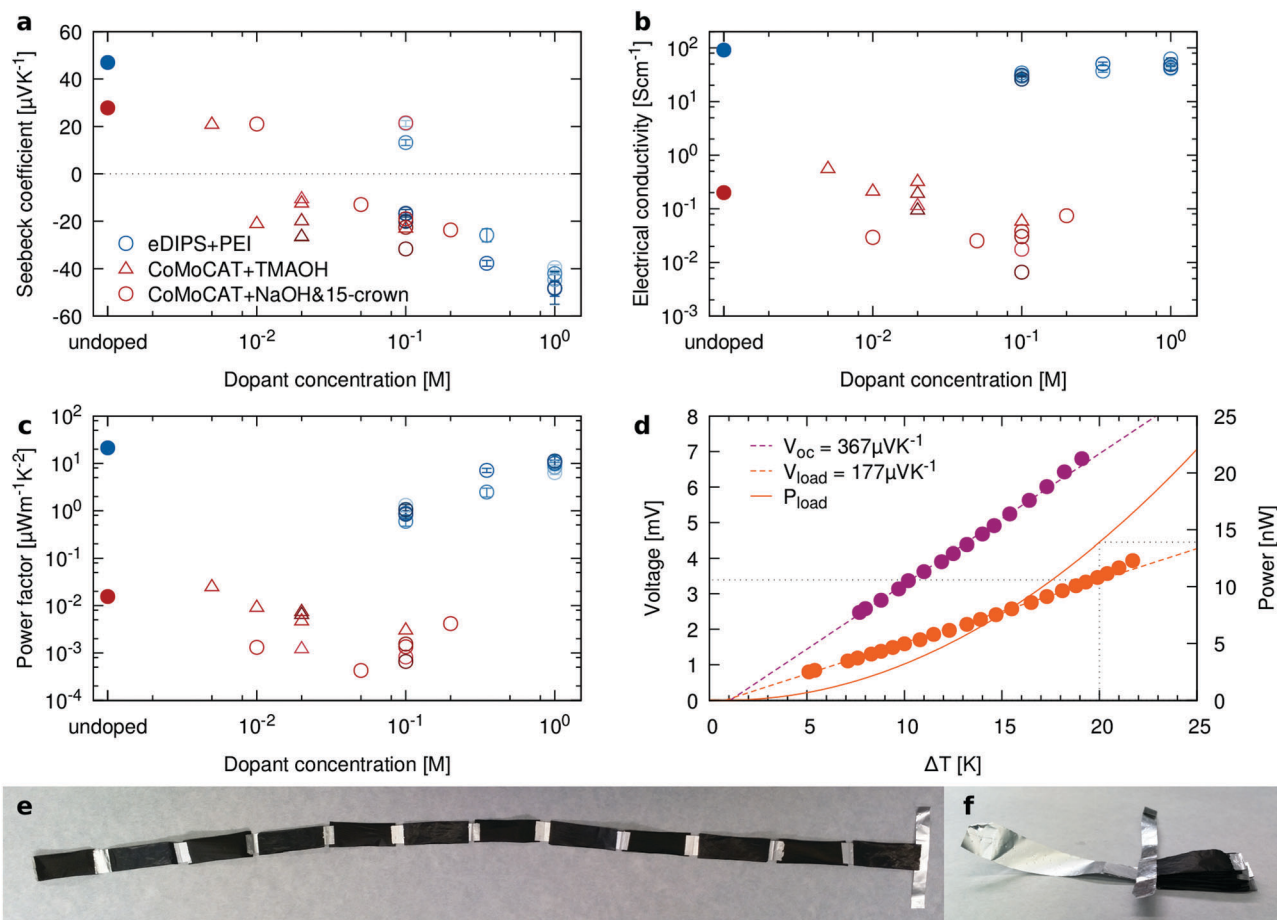 a
Seebeck coefficient [µVK⁻¹]
60
40
20
0
-20
-40
-60
eDIPS+PEI
CoMoCAT+TMAOH
CoMoCAT+NaOH&15-crown
undoped 10⁻² 10⁻¹ 10⁰
Dopant concentration [M]
b
Electrical conductivity [Scm⁻¹]
10²
10¹
10⁰
10⁻¹
10⁻²
10⁻³
undoped 10⁻² 10⁻¹ 10⁰
Dopant concentration [M]
c
Power factor [µWm⁻¹K⁻²]
10²
10¹
10⁰
10⁻¹
10⁻²
10⁻³
10⁻⁴
undoped 10⁻² 10⁻¹ 10⁰
Dopant concentration [M]
d
Voltage [mV]
8
7
6
5
4
3
2
1
0
V_oc = 367µVK⁻¹
V_load = 177µVK⁻¹
P_load
25
20
15
10
5
0
Power [nW]
0 5 10 15 20 25
ΔT [K]
e
f